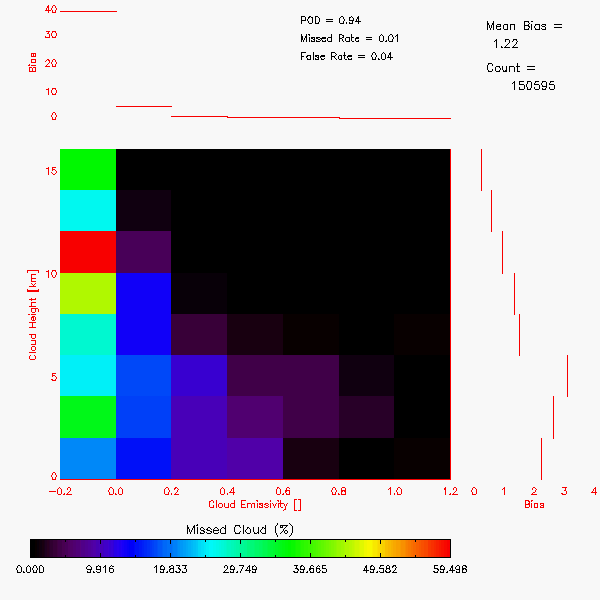 POD = 0.94
Missed Rate = 0.01
False Rate = 0.04
Mean Bias =
1.22
Count =
150595
40
30
20
10
0
Bias
15
10
5
0
Cloud Height [km]
-0.2 0.0 0.2 0.4 0.6 0.8 1.0 1.2
Cloud Emissivity []
0 1 2 3 4
Bias
Missed Cloud (%)
0.000 9.916 19.833 29.749 39.665 49.582 59.498